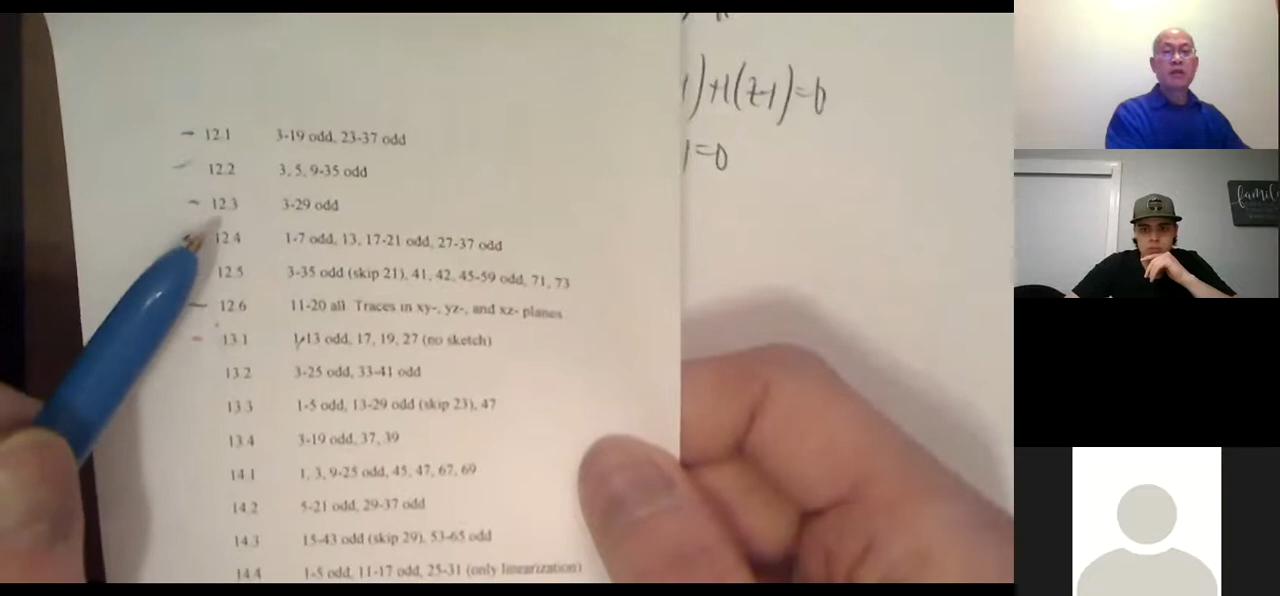 1)+1(z-1)=0
1=0
12.1 3-19 odd, 23-37 odd
12.2 3, 5, 9-35 odd
12.3 3-29 odd
12.4 1-7 odd, 13, 17-21 odd, 27-37 odd
12.5 3-35 odd (skip 21), 41, 42, 45-59 odd, 71, 73
12.6 11-20 all Traces in xy-, yz-, and xz- planes
13.1 1-13 odd, 17, 19, 27 (no sketch)
13.2 3-25 odd, 33-41 odd
13.3 1-5 odd, 13-29 odd (skip 23), 47
13.4 3-19 odd, 37, 39
14.1 1, 3, 9-25 odd, 45, 47, 67, 69
14.2 5-21 odd, 29-37 odd
14.3 15-43 odd (skip 29), 53-65 odd
14.4 1-5 odd, 11-17 odd, 25-31 (only linearization)